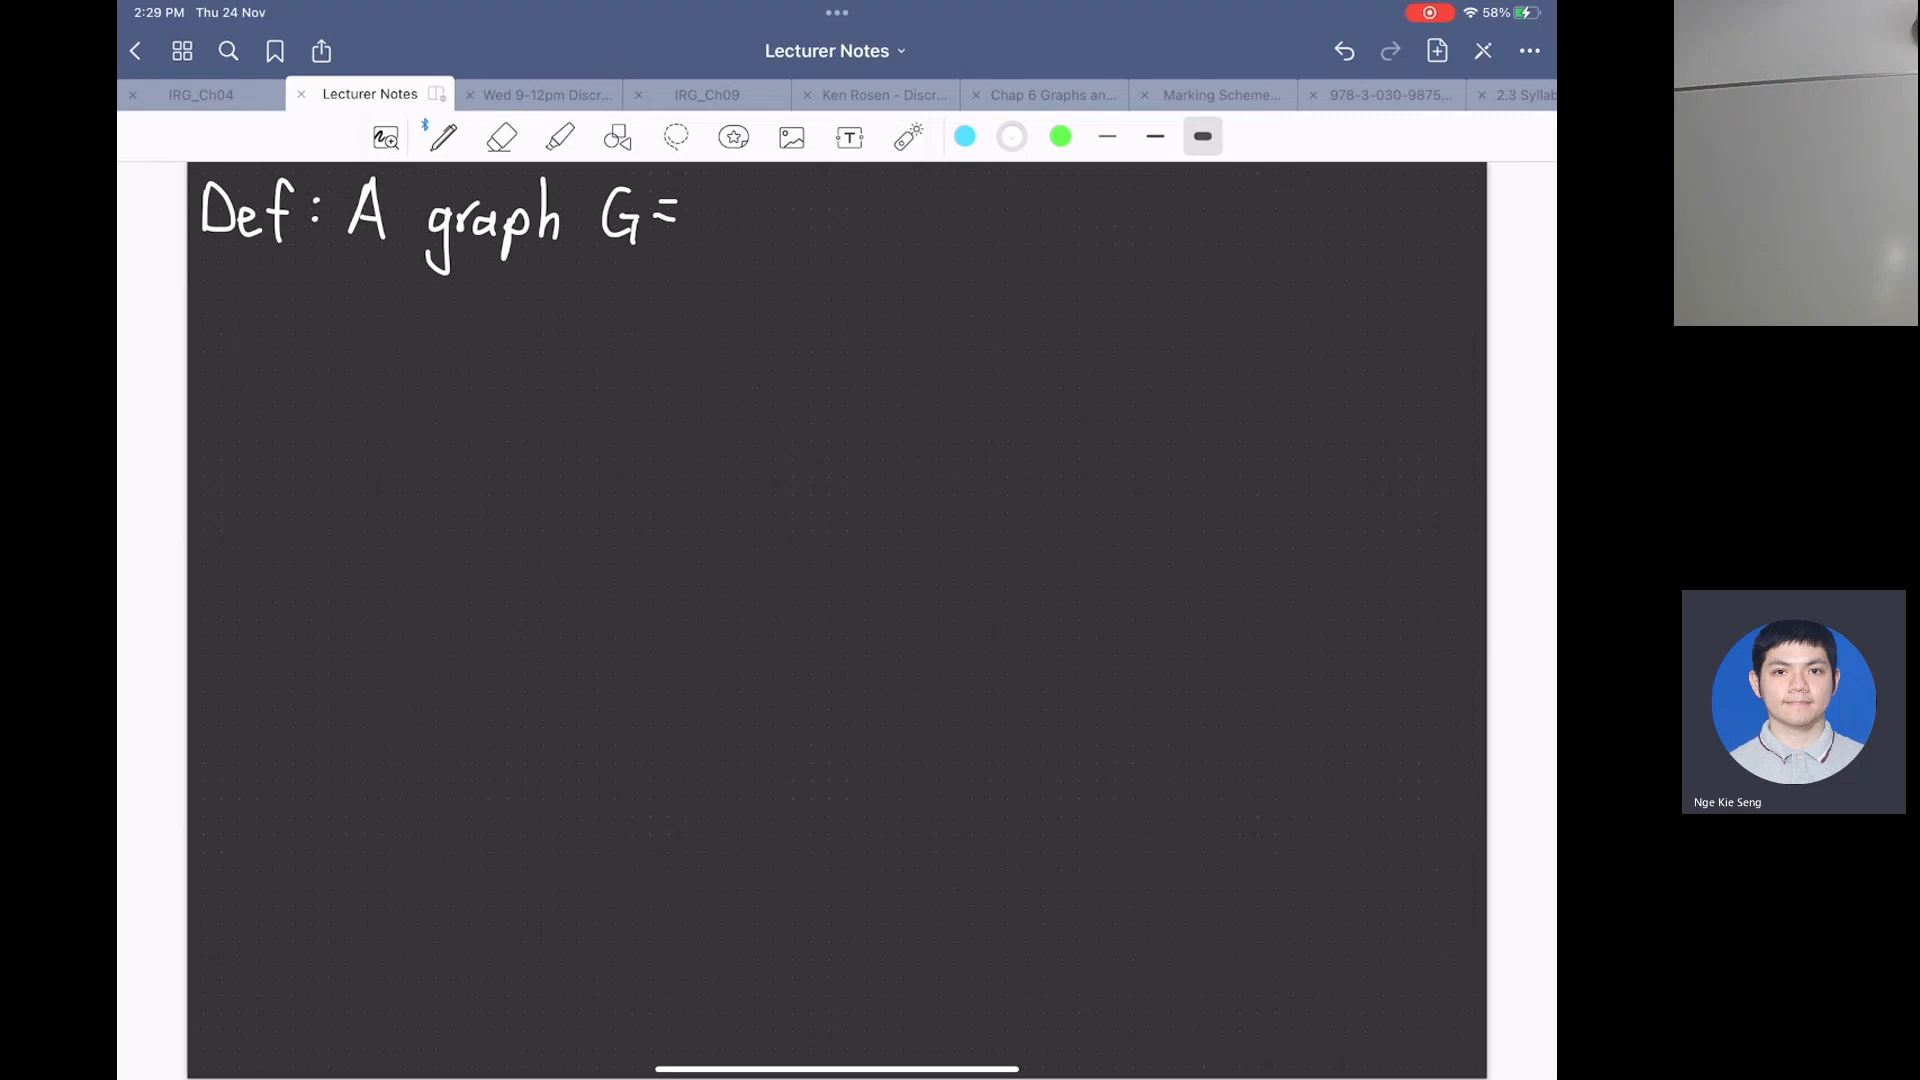 2:29 PM Thu 24 Nov
58%
Lecturer Notes
IRG_Ch04
Lecturer Notes
Wed 9-12pm Discr...
IRG_Ch09
Ken Rosen - Discr...
Chap 6 Graphs an...
Marking Scheme...
978-3-030-9875...
2.3 Syllab
Def: A graph G=
Nge Kie Seng